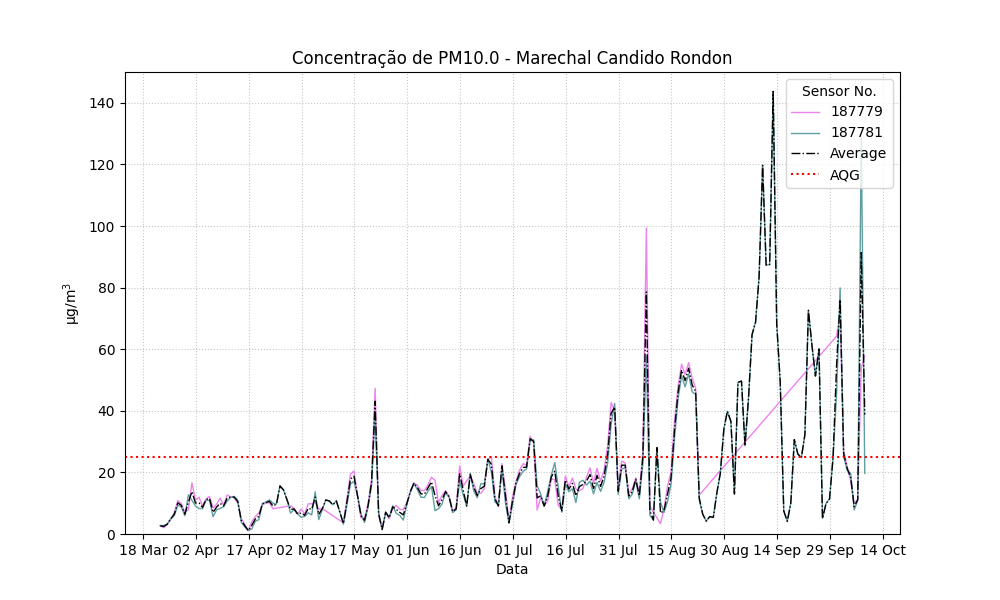 Concentração de PM10.0 - Marechal Candido Rondon
Sensor No.
187779
187781
Average
AQG
140
120
100
80
60
40
20
0
µg/m³
18 Mar 02 Apr 17 Apr 02 May 17 May 01 Jun 16 Jun 01 Jul 16 Jul 31 Jul 15 Aug 30 Aug 14 Sep 29 Sep 14 Oct
Data